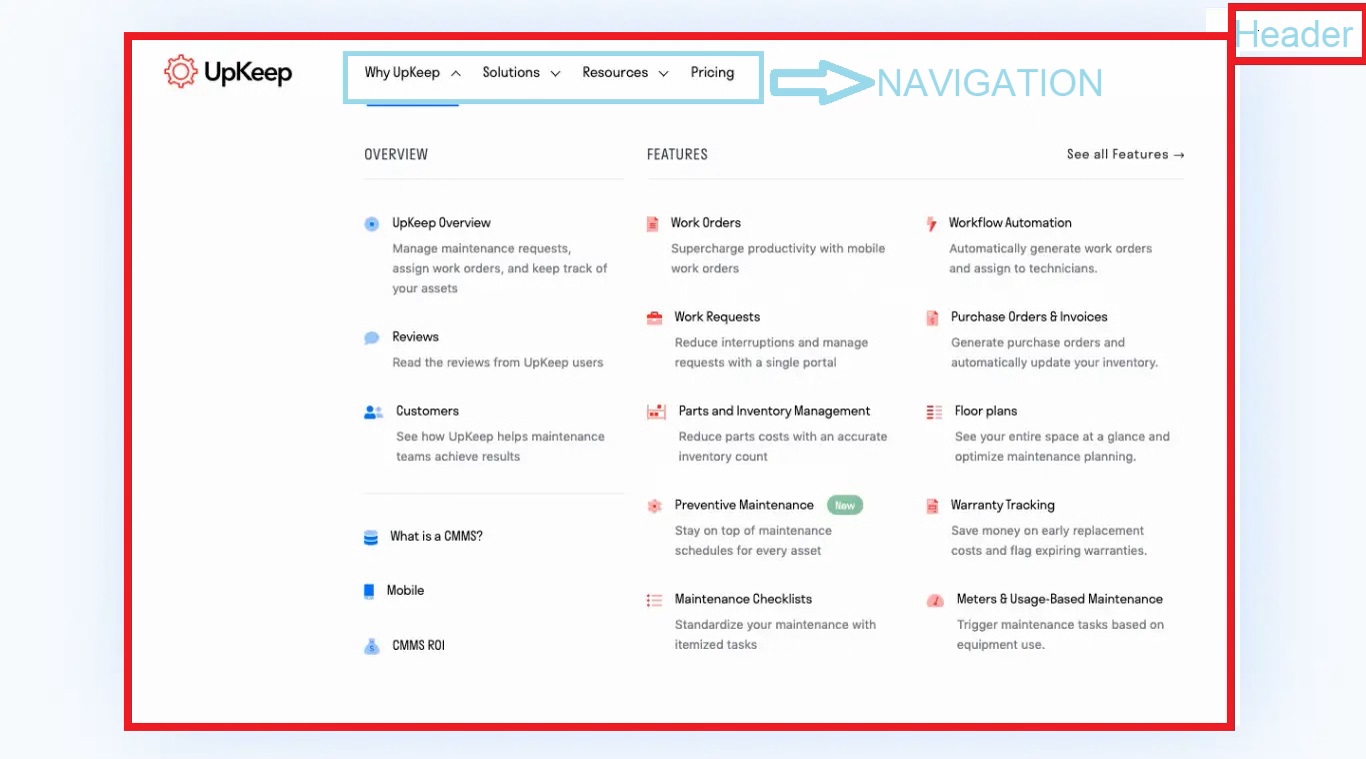 Header
UpKeep
Why UpKeep
Solutions
Resources
Pricing
NAVIGATION
OVERVIEW
UpKeep Overview
Manage maintenance requests,
assign work orders, and keep track of
your assets
Reviews
Read the reviews from UpKeep users
Customers
See how UpKeep helps maintenance
teams achieve results
What is a CMMS?
Mobile
CMMS ROI
FEATURES
See all Features →
Work Orders
Supercharge productivity with mobile
work orders
Work Requests
Reduce interruptions and manage
requests with a single portal
Parts and Inventory Management
Reduce parts costs with an accurate
inventory count
Preventive Maintenance
New
Stay on top of maintenance
schedules for every asset
Maintenance Checklists
Standardize your maintenance with
itemized tasks
Workflow Automation
Automatically generate work orders
and assign to technicians.
Purchase Orders & Invoices
Generate purchase orders and
automatically update your inventory.
Floor plans
See your entire space at a glance and
optimize maintenance planning.
Warranty Tracking
Save money on early replacement
costs and flag expiring warranties.
Meters & Usage-Based Maintenance
Trigger maintenance tasks based on
equipment use.